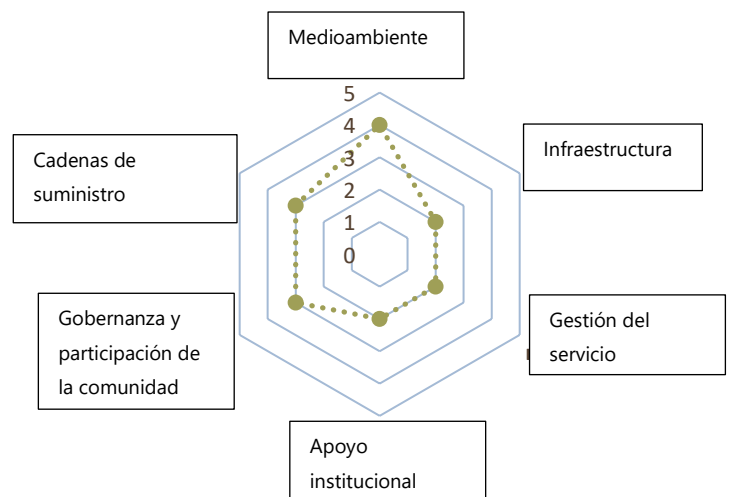 Medioambiente
5
4
3
2
1
0
Infraestructura
Cadenas de
suministro
Gobernanza y
participación de
la comunidad
Gestión del
servicio
Apoyo
institucional